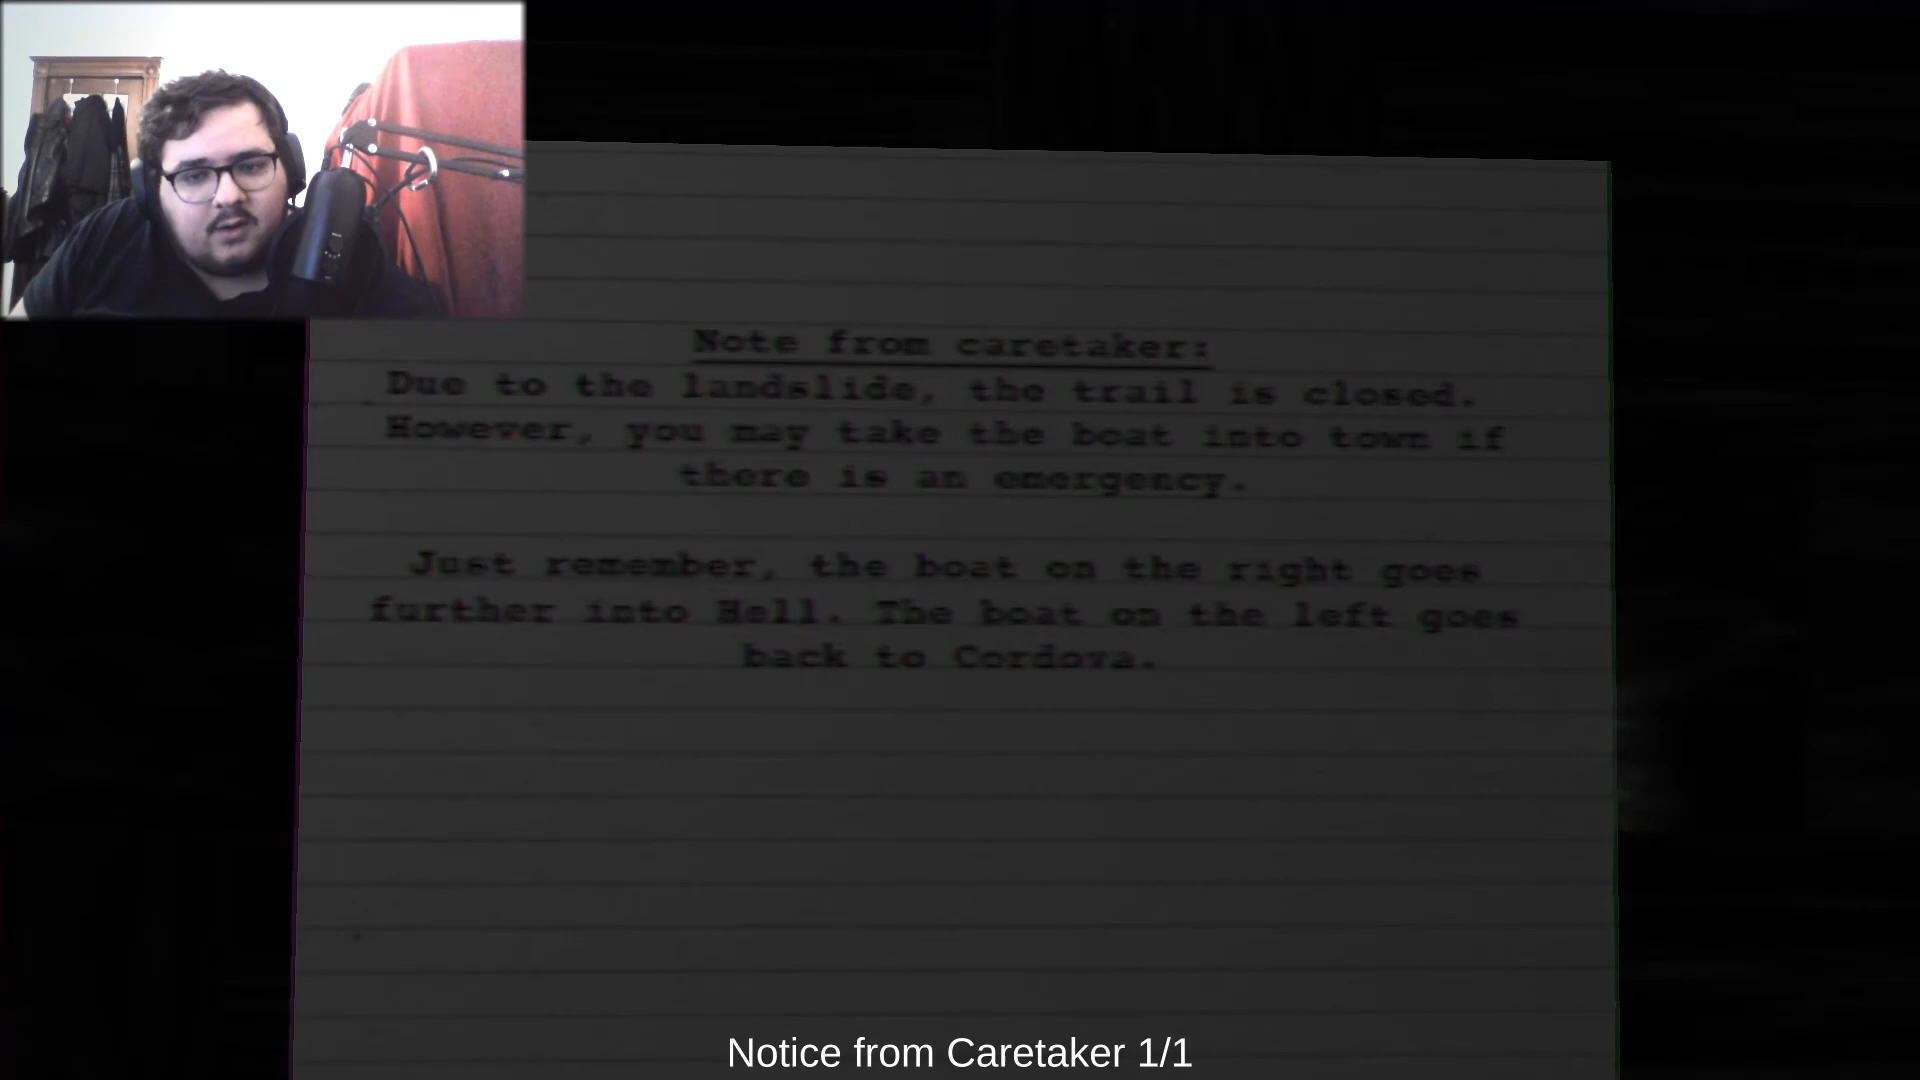 Note from caretaker:
Due to the landslide, the trail is closed.
However, you may take the boat into town if
there is an emergency.
Just remember, the boat on the right goes
further into Hell. The boat on the left goes
back to Cordova.
Notice from Caretaker 1/1